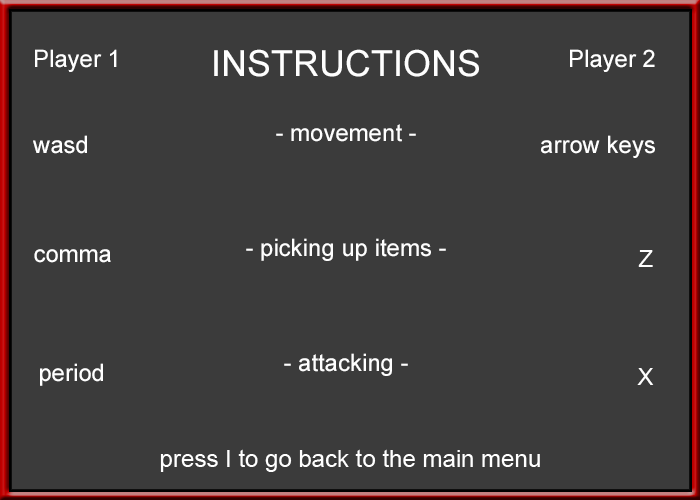 Player 1 INSTRUCTIONS Player 2
wasd - movement - arrow keys
comma - picking up items - Z
period - attacking - X
press I to go back to the main menu